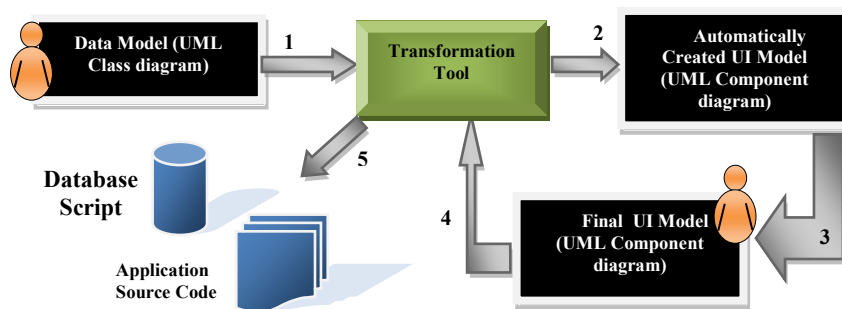 Data Model (UML
Class diagram)
1
Transformation
Tool
2
Automatically
Created UI Model
(UML Component
diagram)
3
Final UI Model
(UML Component
diagram)
4
5
Database
Script
Application
Source Code